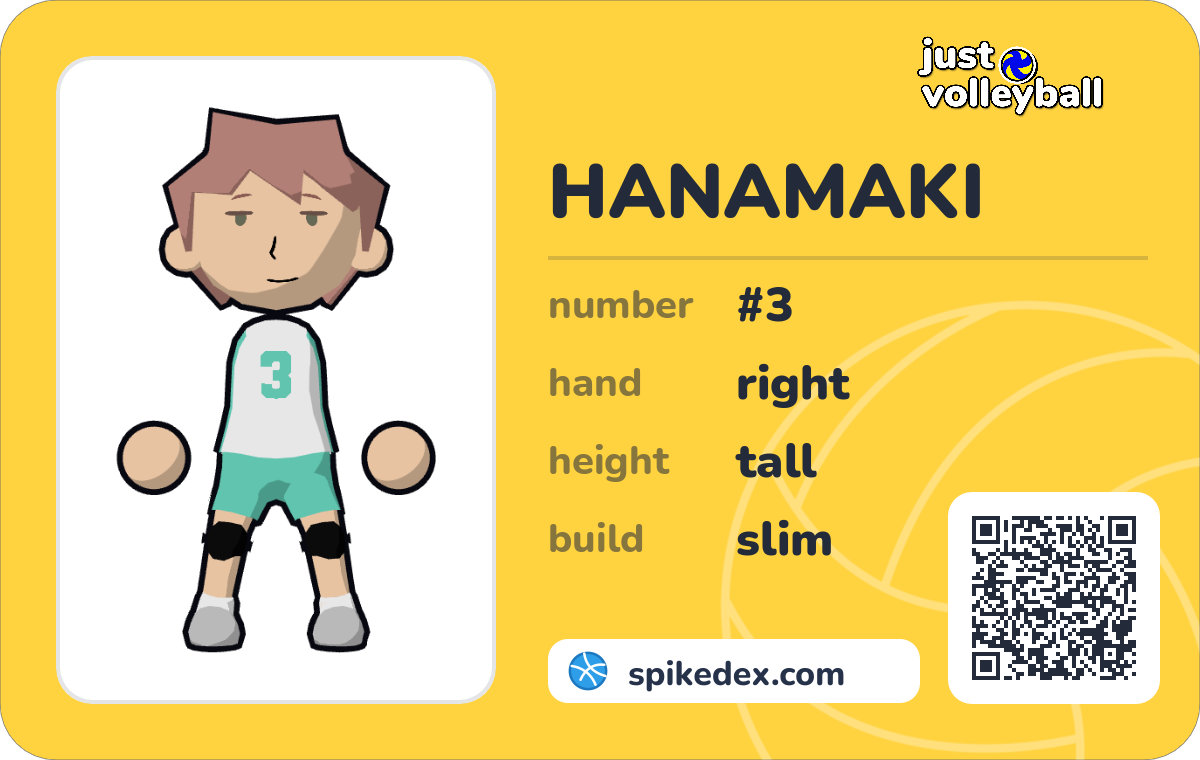 just
volleyball
HANAMAKI
number #3
hand right
height tall
build slim
3
spikedex.com